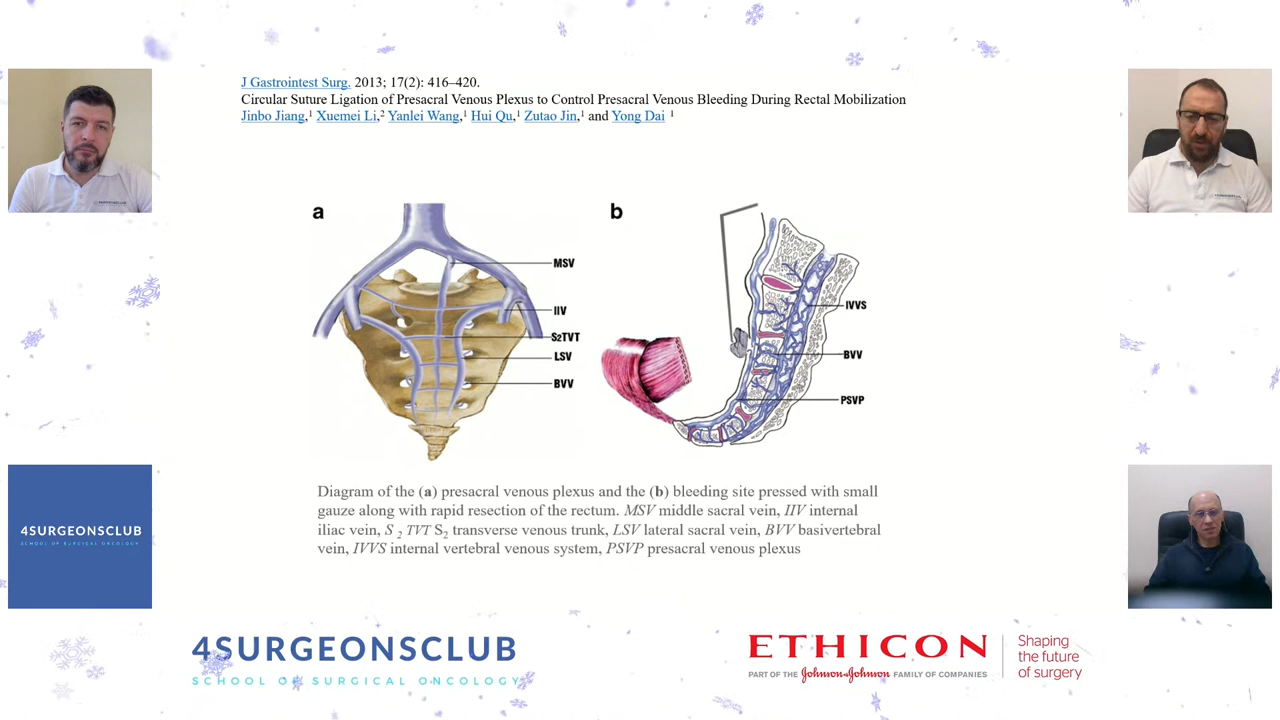 J Gastrointest Surg. 2013; 17(2): 416–420.
Circular Suture Ligation of Presacral Venous Plexus to Control Presacral Venous Bleeding During Rectal Mobilization
Jinbo Jiang,1 Xuemei Li,2 Yanlei Wang,1 Hui Qu,1 Zutao Jin,1 and Yong Dai 1
a
MSV
IIV
S2TVT
LSV
BVV
b
IVVS
BVV
PSVP
Diagram of the (a) presacral venous plexus and the (b) bleeding site pressed with small
gauze along with rapid resection of the rectum. MSV middle sacral vein, IIV internal
iliac vein, S 2 TVT S2 transverse venous trunk, LSV lateral sacral vein, BVV basivertebral
vein, IVVS internal vertebral venous system, PSVP presacral venous plexus
4SURGEONSCLUB
SCHOOL OF SURGICAL ONCOLOGY
4SURGEONSCLUB
SCHOOL OF SURGICAL ONCOLOGY
ETHICON
PART OF THE Johnson&Johnson FAMILY OF COMPANIES
Shaping
the future
of surgery